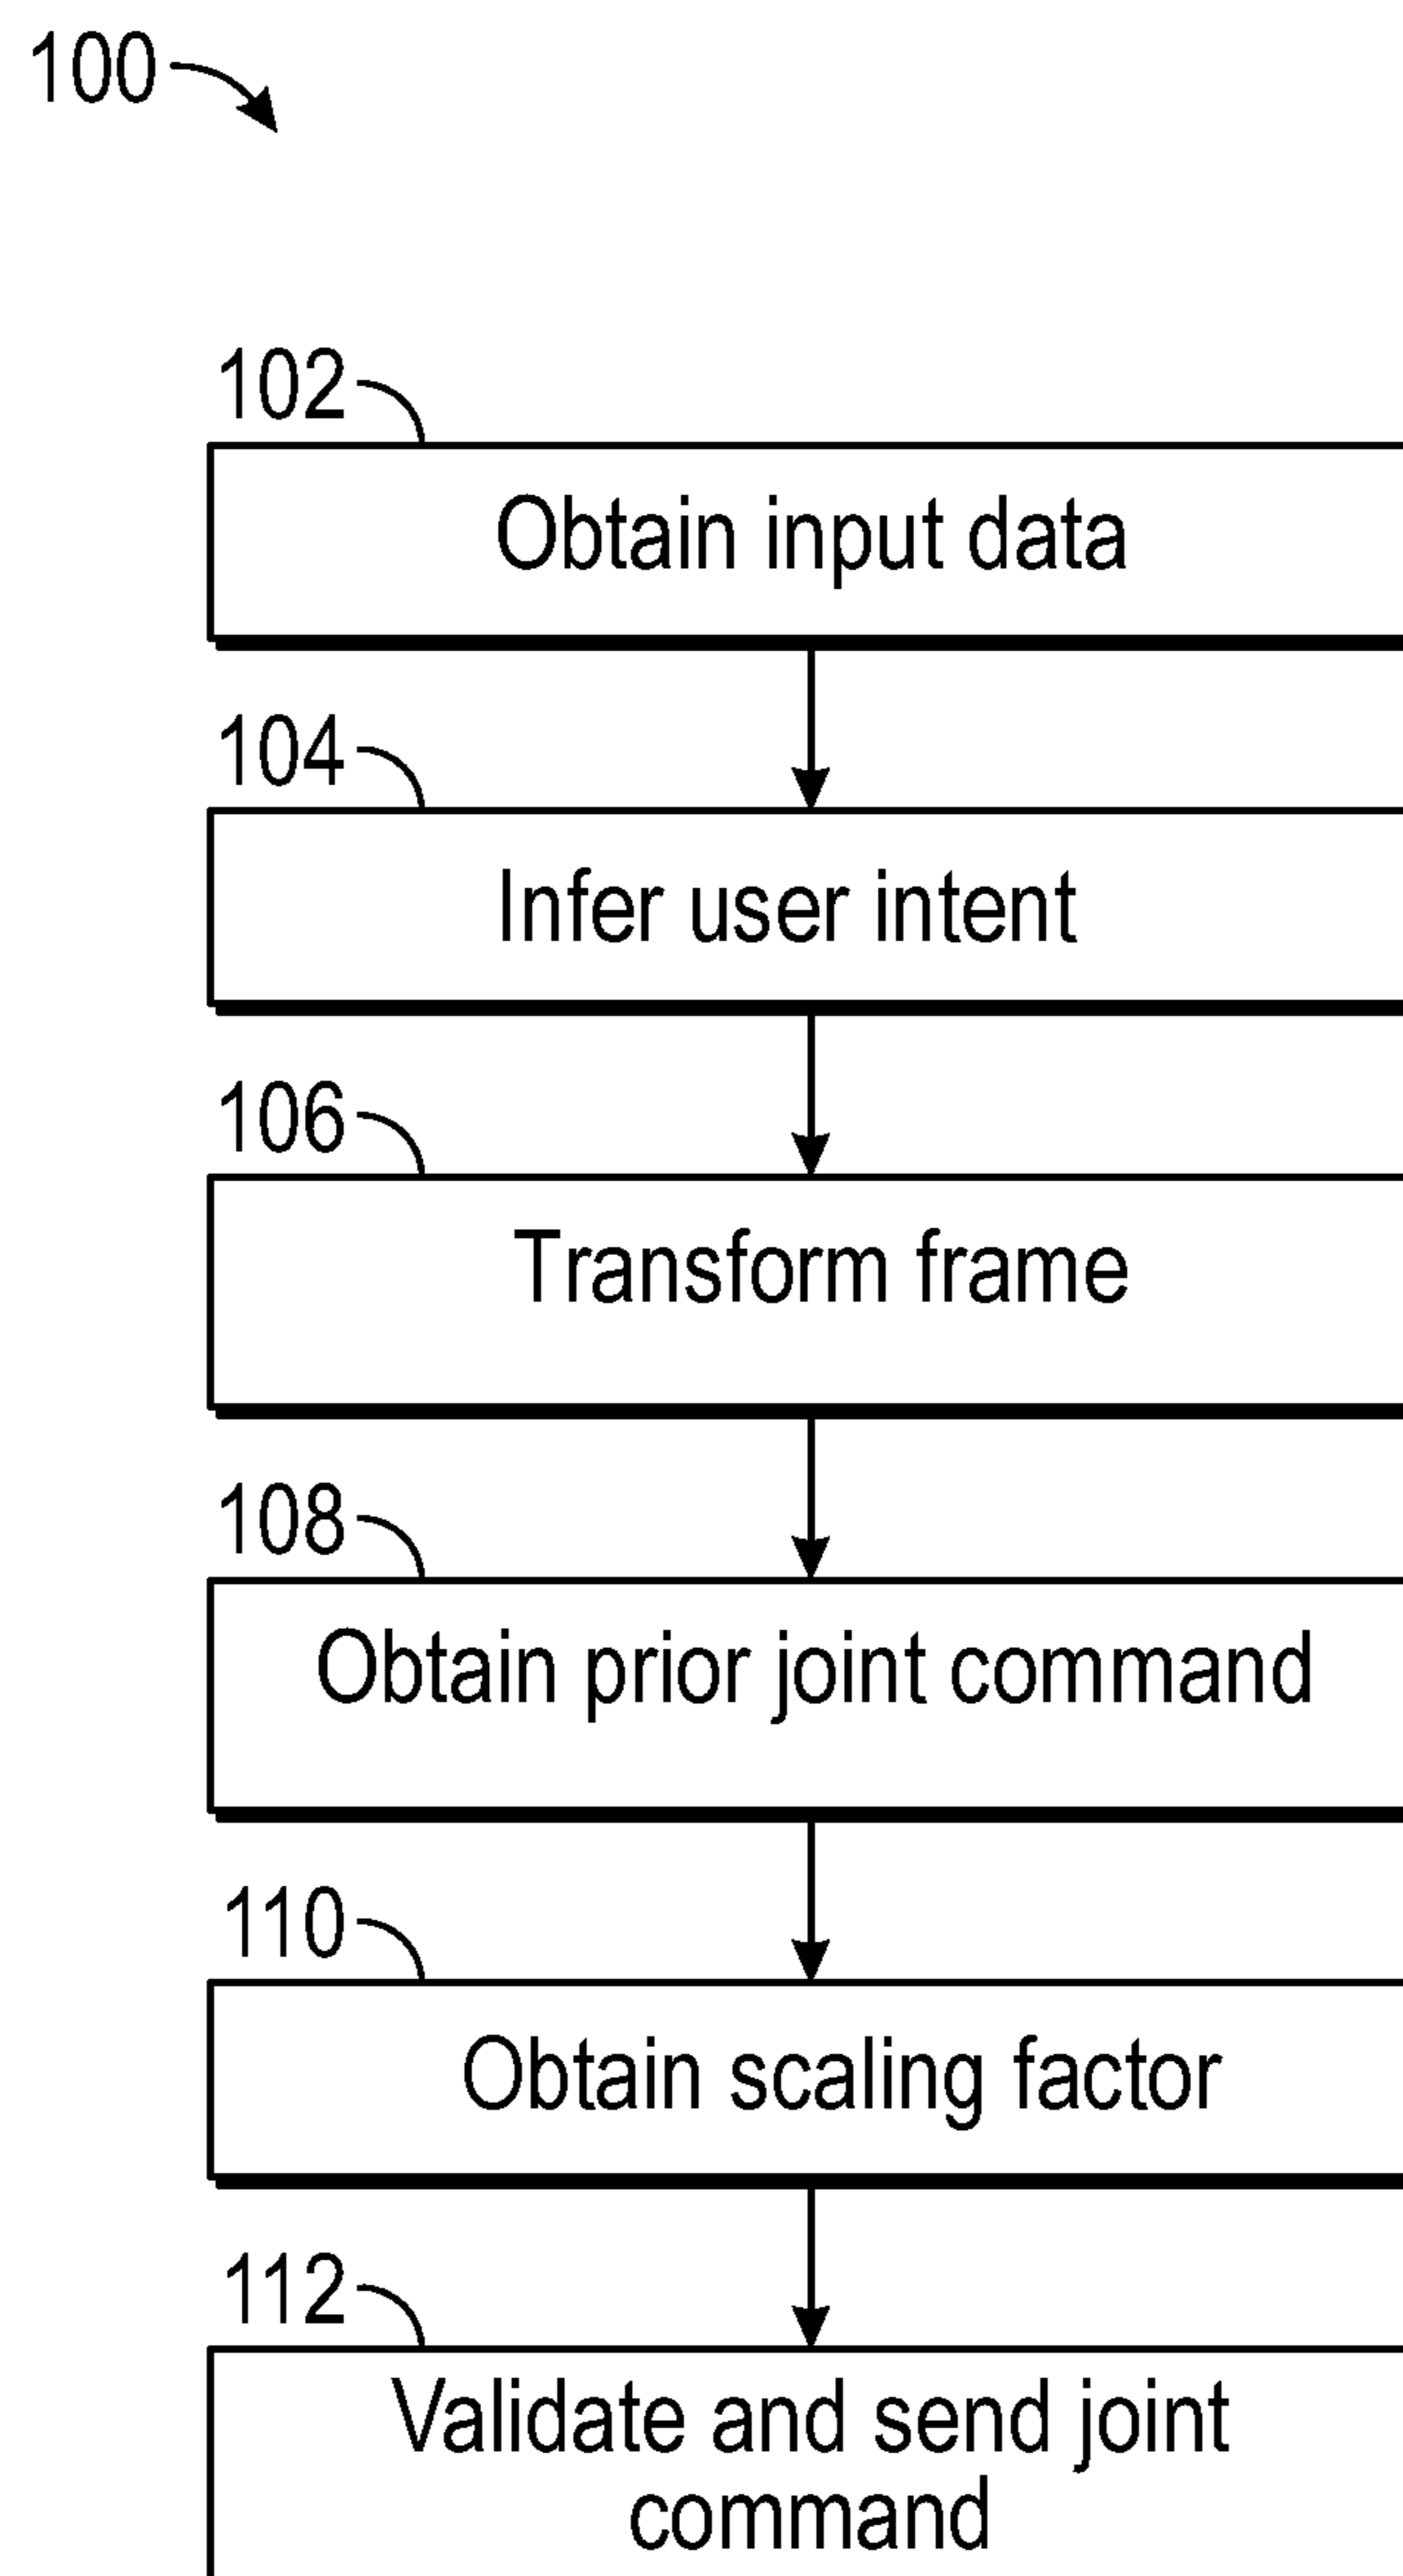 100
102
Obtain input data
104
Infer user intent
106
Transform frame
108
Obtain prior joint command
110
Obtain scaling factor
112
Validate and send joint
command